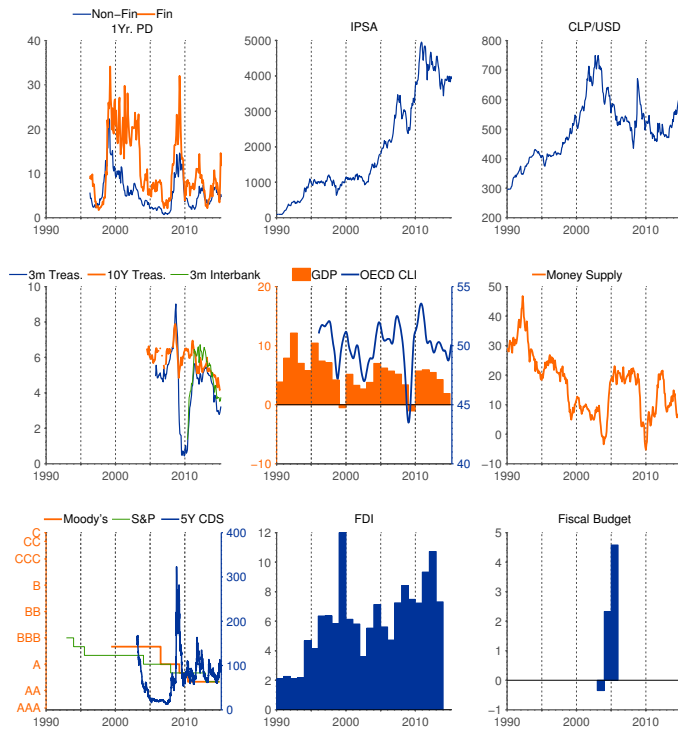 Non−Fin Fin
1Yr. PD
IPSA
CLP/USD
40
30
20
10
0
1990 2000 2010
5000
4000
3000
2000
1000
0
1990 2000 2010
800
700
600
500
400
300
200
1990 2000 2010
3m Treas. 10Y Treas. 3m Interbank
GDP OECD CLI
Money Supply
10
8
6
4
2
0
1990 2000 2010
20
10
0
−10
55
50
45
40
1990 2000 2010
50
40
30
20
10
0
−10
1990 2000 2010
Moody's S&P 5Y CDS
FDI
Fiscal Budget
C
CC
CCC
B
BB
BBB
A
AA
AAA
400
300
200
100
0
1990 2000 2010
12
10
8
6
4
2
0
1990 2000 2010
5
4
3
2
1
0
−1
1990 2000 2010